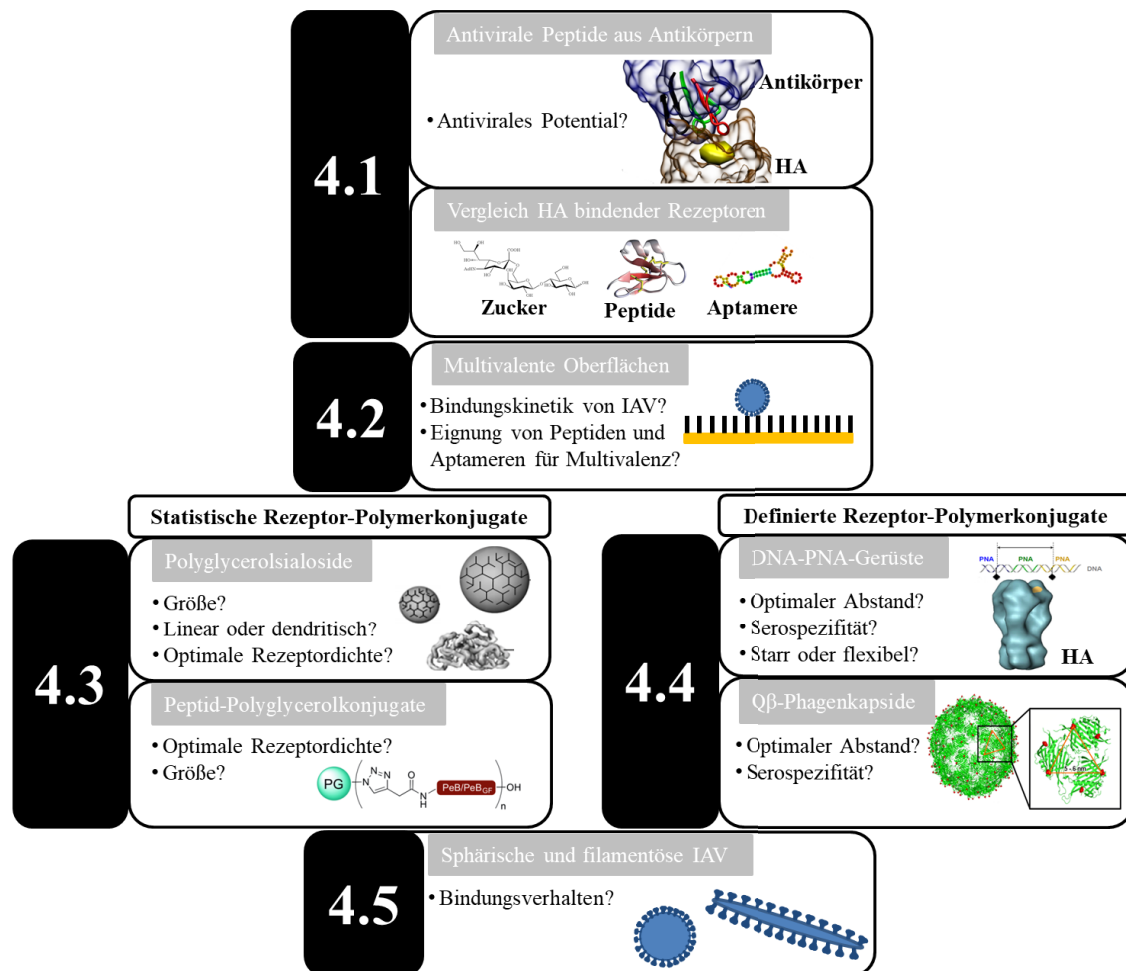 4.1
Antivirale Peptide aus Antikörpern
Antikörper
• Antivirales Potential?
HA
Vergleich HA bindender Rezeptoren
Zucker
Peptide
Aptamere
4.2
Multivalente Oberflächen
• Bindungskinetik von IAV?
• Eignung von Peptiden und
Aptameren für Multivalenz?
Statistische Rezeptor-Polymerkonjugate
4.3
Polyglycerolsialoside
• Größe?
• Linear oder dendritisch?
• Optimale Rezeptordichte?
Peptid-Polyglycerolkonjugate
• Optimale Rezeptordichte?
• Größe?
PG
N=N
N
O
N
H
PeB/PeBGF
OH
n
Definierte Rezeptor-Polymerkonjugate
4.4
DNA-PNA-Gerüste
PNA PNA PNA
DNA
• Optimaler Abstand?
• Serospezifität?
• Starr oder flexibel?
HA
Qβ-Phagenkapside
• Optimaler Abstand?
• Serospezifität?
5 - 6 nm
4.5
Sphärische und filamentöse IAV
• Bindungsverhalten?